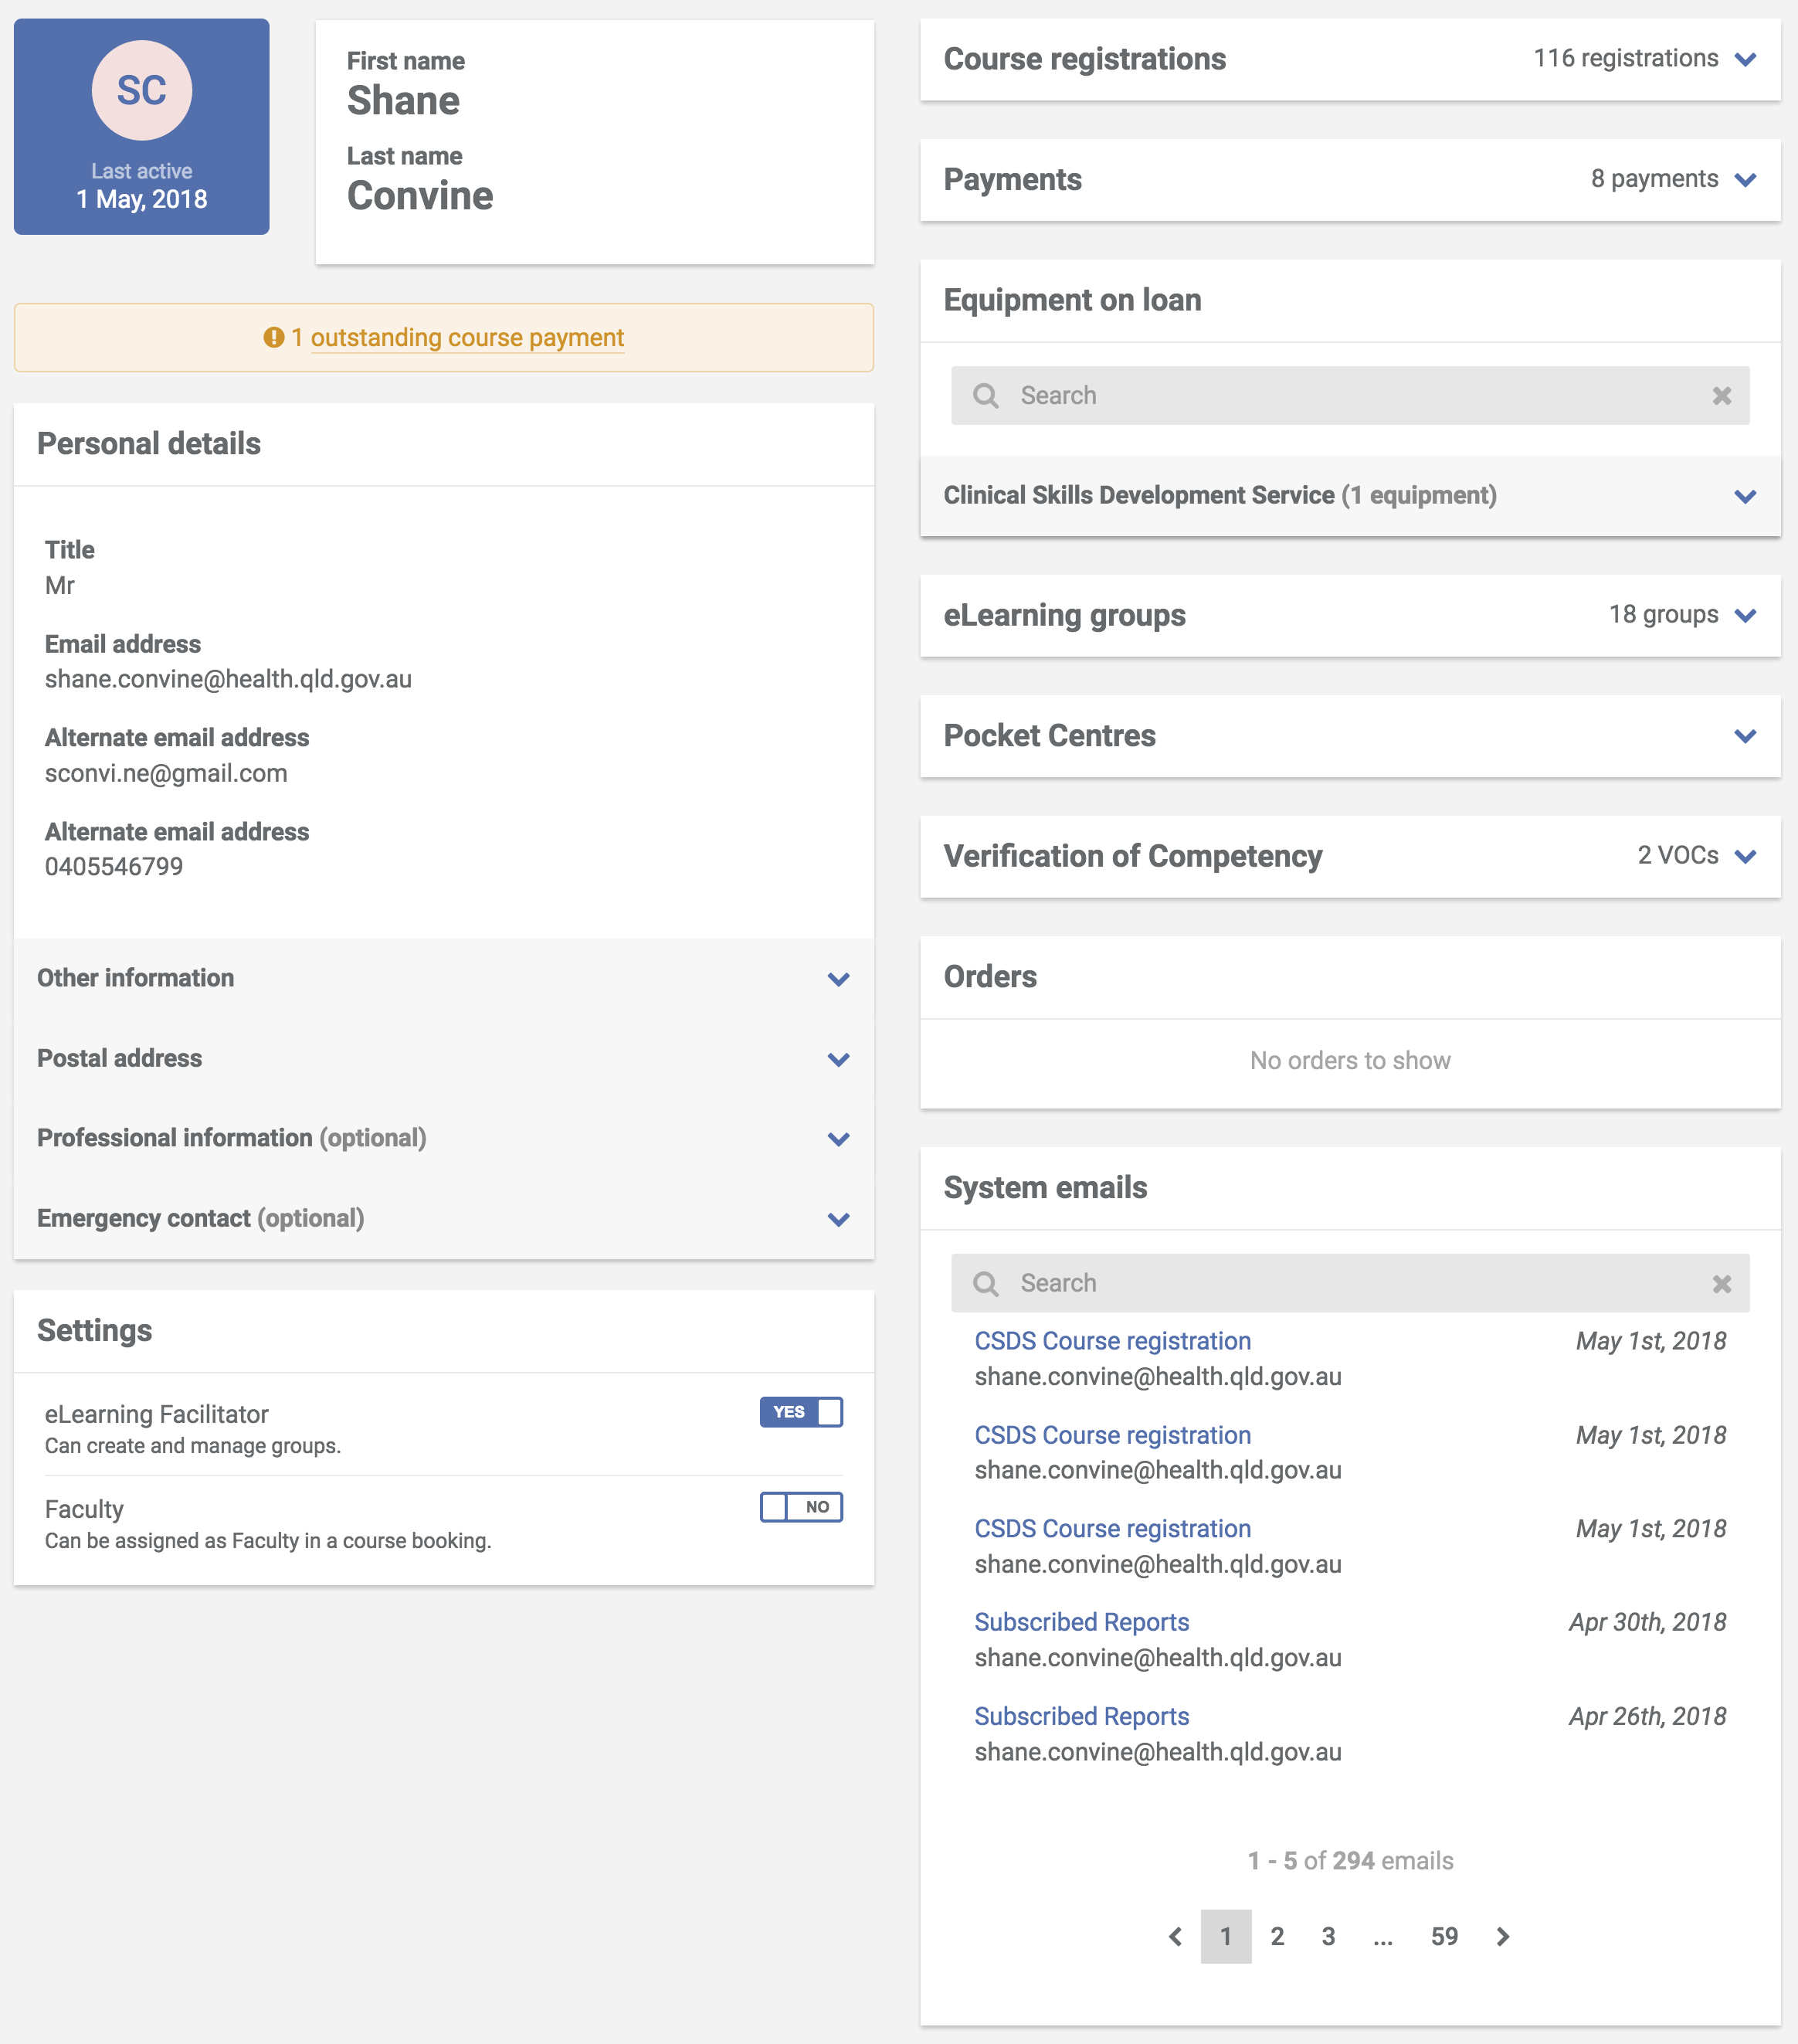 SC
Last active
1 May, 2018
First name
Shane
Last name
Convine
1 outstanding course payment
Personal details
Title
Mr
Email address
shane.convine@health.qld.gov.au
Alternate email address
sconvi.ne@gmail.com
Alternate email address
0405546799
Other information
Postal address
Professional information (optional)
Emergency contact (optional)
Settings
eLearning Facilitator YES
Can create and manage groups.
Faculty NO
Can be assigned as Faculty in a course booking.
Course registrations 116 registrations
Payments 8 payments
Equipment on loan
Search
Clinical Skills Development Service (1 equipment)
eLearning groups 18 groups
Pocket Centres
Verification of Competency 2 VOCs
Orders
No orders to show
System emails
Search
CSDS Course registration May 1st, 2018
shane.convine@health.qld.gov.au
CSDS Course registration May 1st, 2018
shane.convine@health.qld.gov.au
CSDS Course registration May 1st, 2018
shane.convine@health.qld.gov.au
Subscribed Reports Apr 30th, 2018
shane.convine@health.qld.gov.au
Subscribed Reports Apr 26th, 2018
shane.convine@health.qld.gov.au
1 - 5 of 294 emails
1 2 3 ... 59